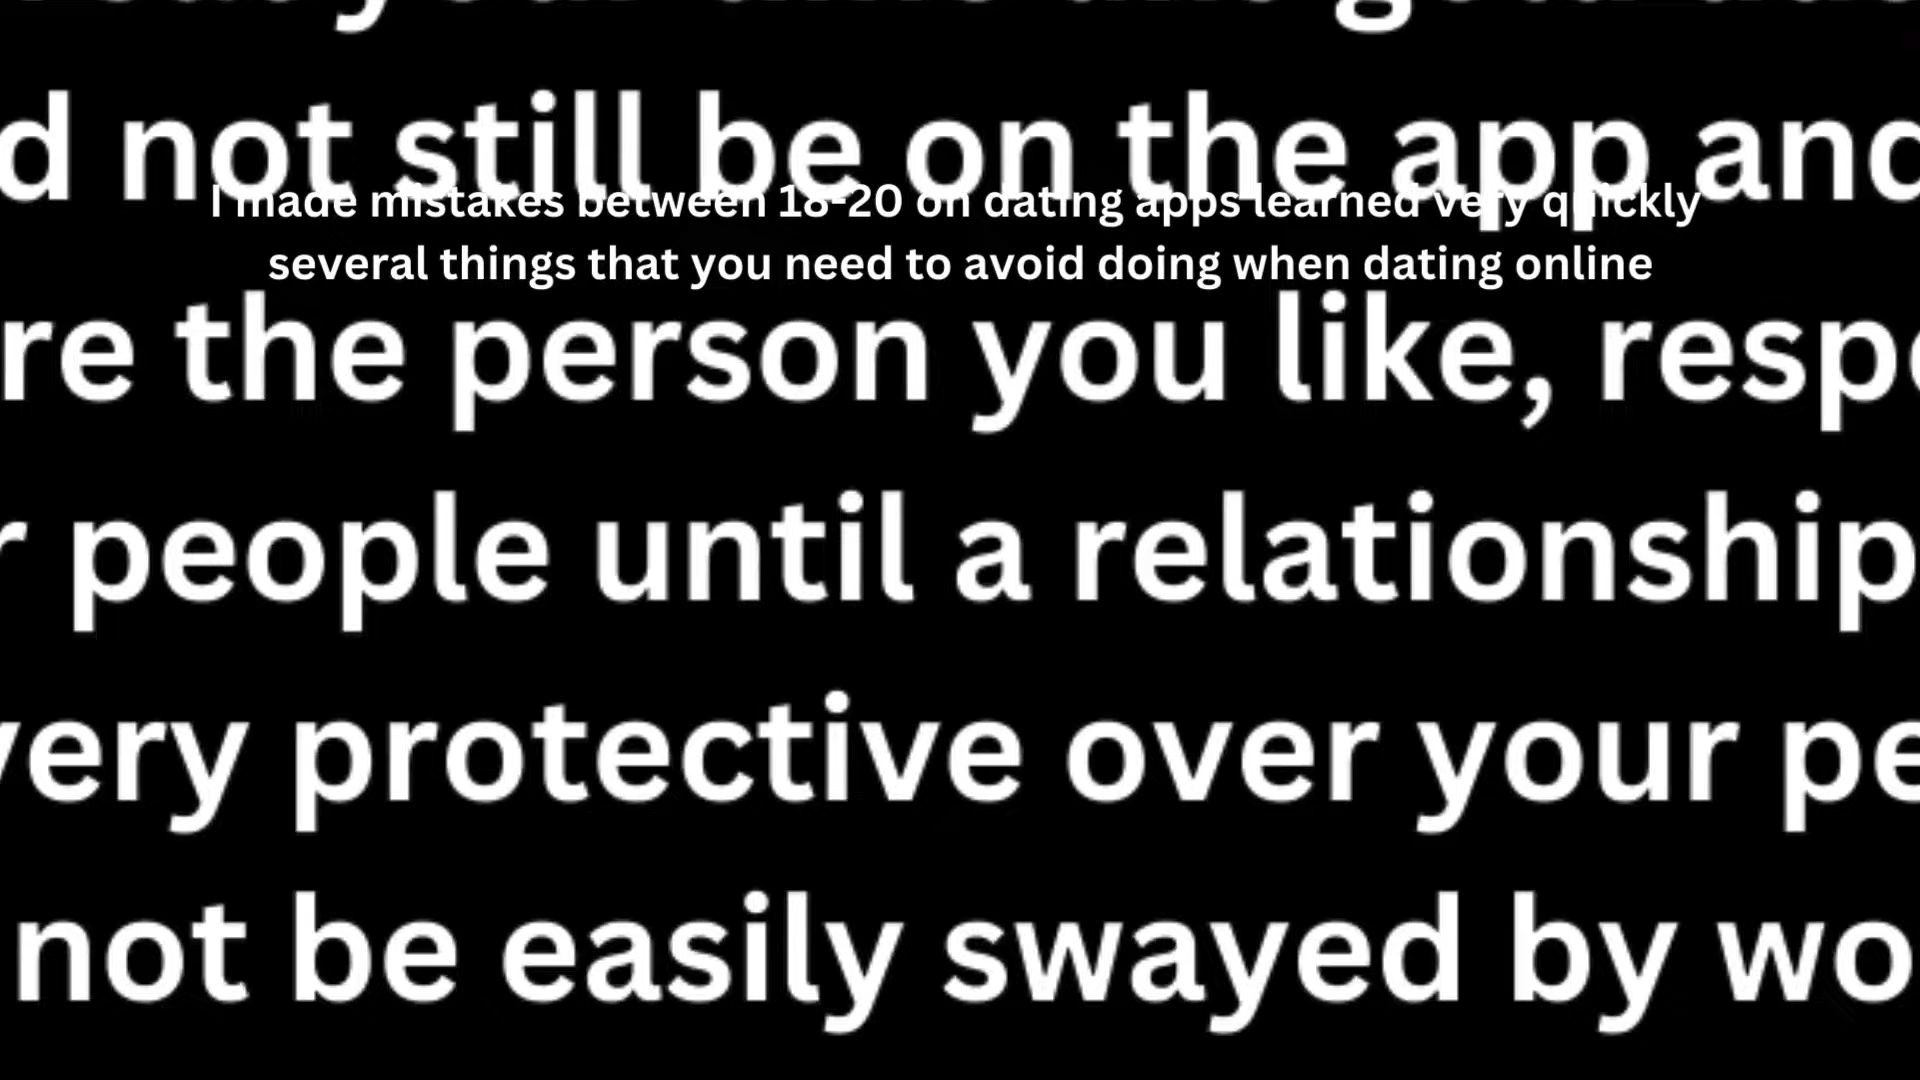 d not still be on the app and
I made mistakes between 18-20 on dating apps learned very quickly
several things that you need to avoid doing when dating online
re the person you like, resp
r people until a relationship
very protective over your pe
not be easily swayed by wo